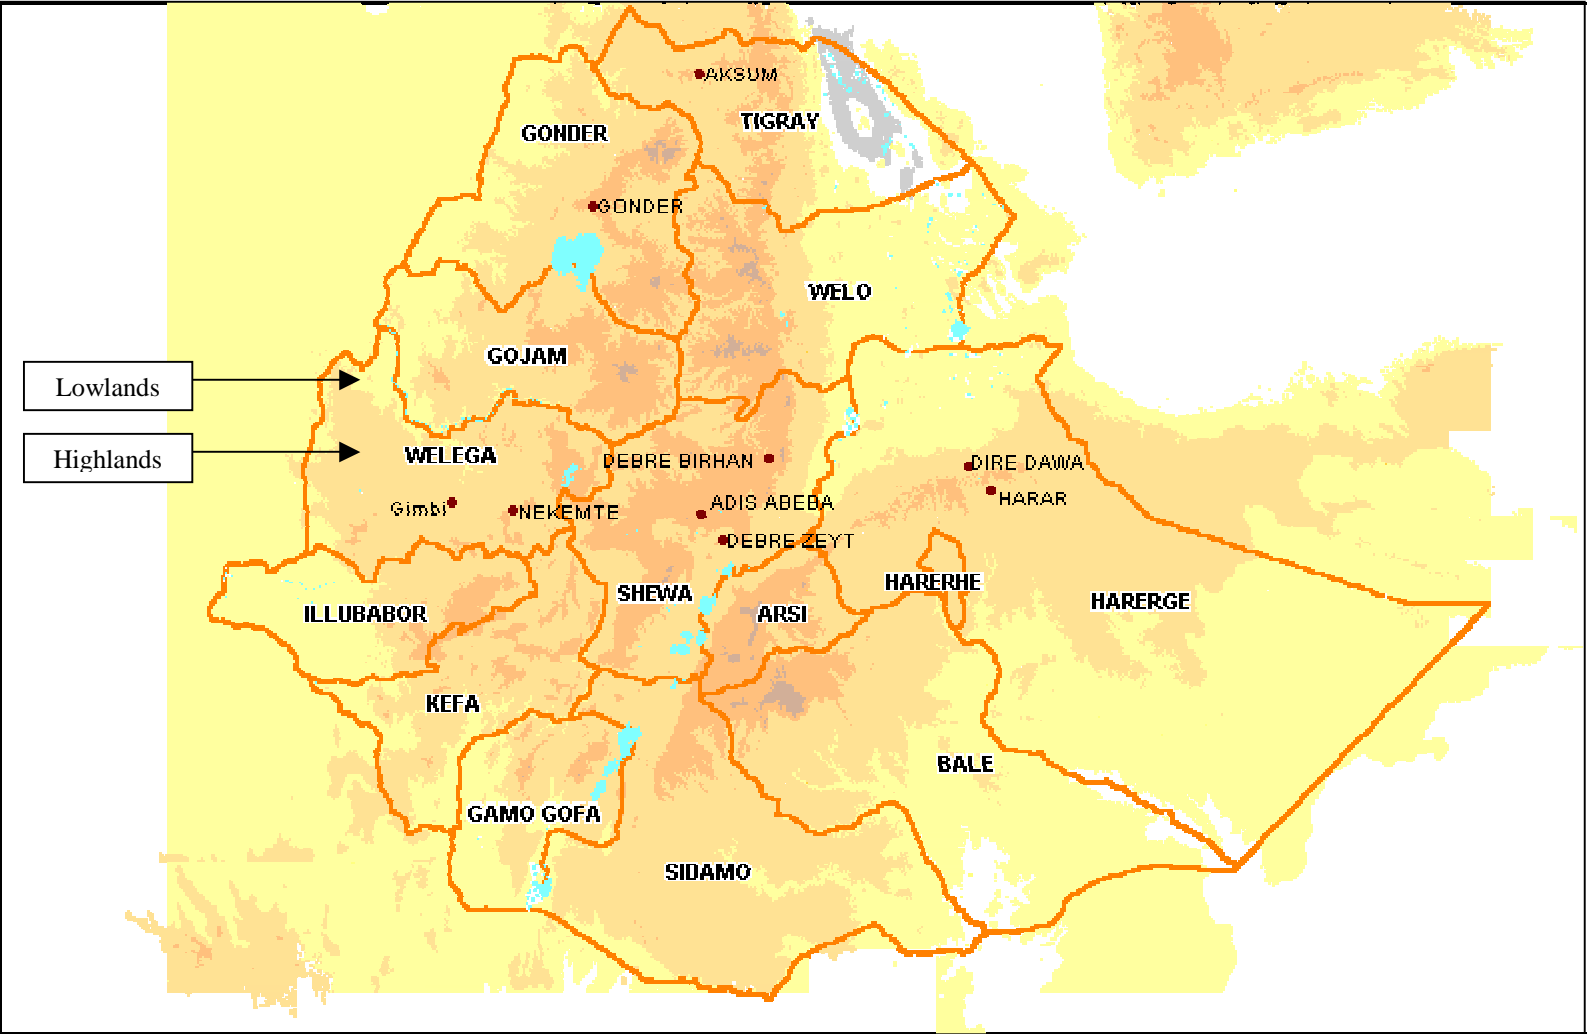 AKSUM
TIGRAY
GONDER
GONDER
WELO
GOJAM
Lowlands
Highlands
WELEGA
DEBRE BIRHAN
DIRE DAWA
HARAR
Gimbi
NEKEMTE
ADIS ABEBA
DEBRE ZEYT
HARERHE
SHEWA
ARSI
HARERGE
ILLUBABOR
KEFA
BALE
GAMO GOFA
SIDAMO